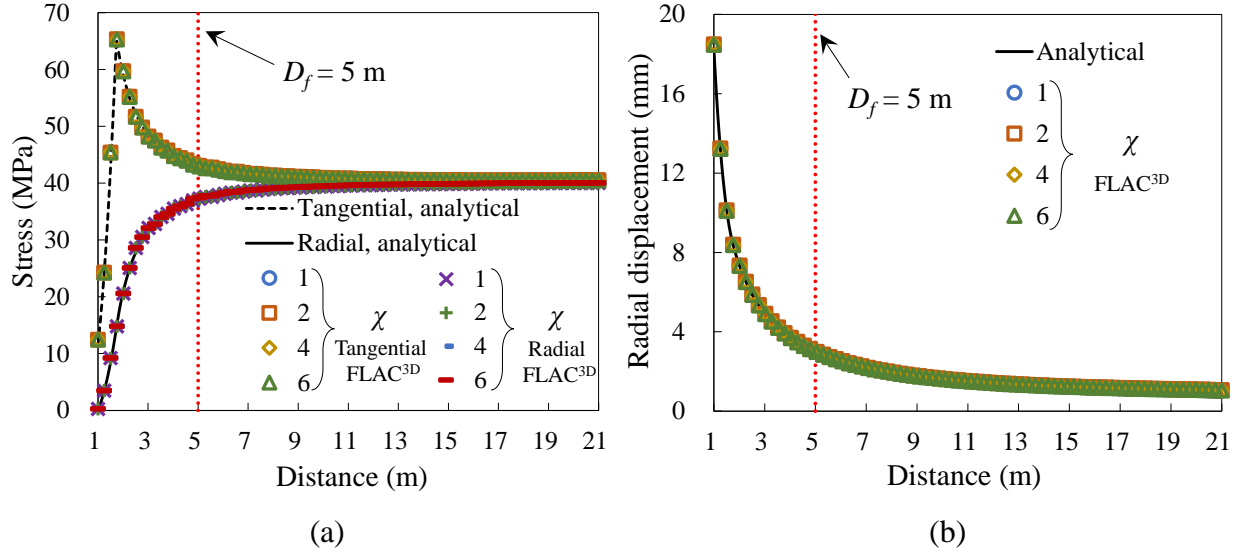 70
60
50
40
30
20
10
0
Stress (MPa)
D_f = 5 m
Tangential, analytical
Radial, analytical
1
2
4
6
χ
Tangential
FLAC³ᴰ
1
2
4
6
χ
Radial
FLAC³ᴰ
1 3 5 7 9 11 13 15 17 19 21
Distance (m)
(a)
20
16
12
8
4
0
Radial displacement (mm)
D_f = 5 m
Analytical
1
2
4
6
χ
FLAC³ᴰ
1 3 5 7 9 11 13 15 17 19 21
Distance (m)
(b)